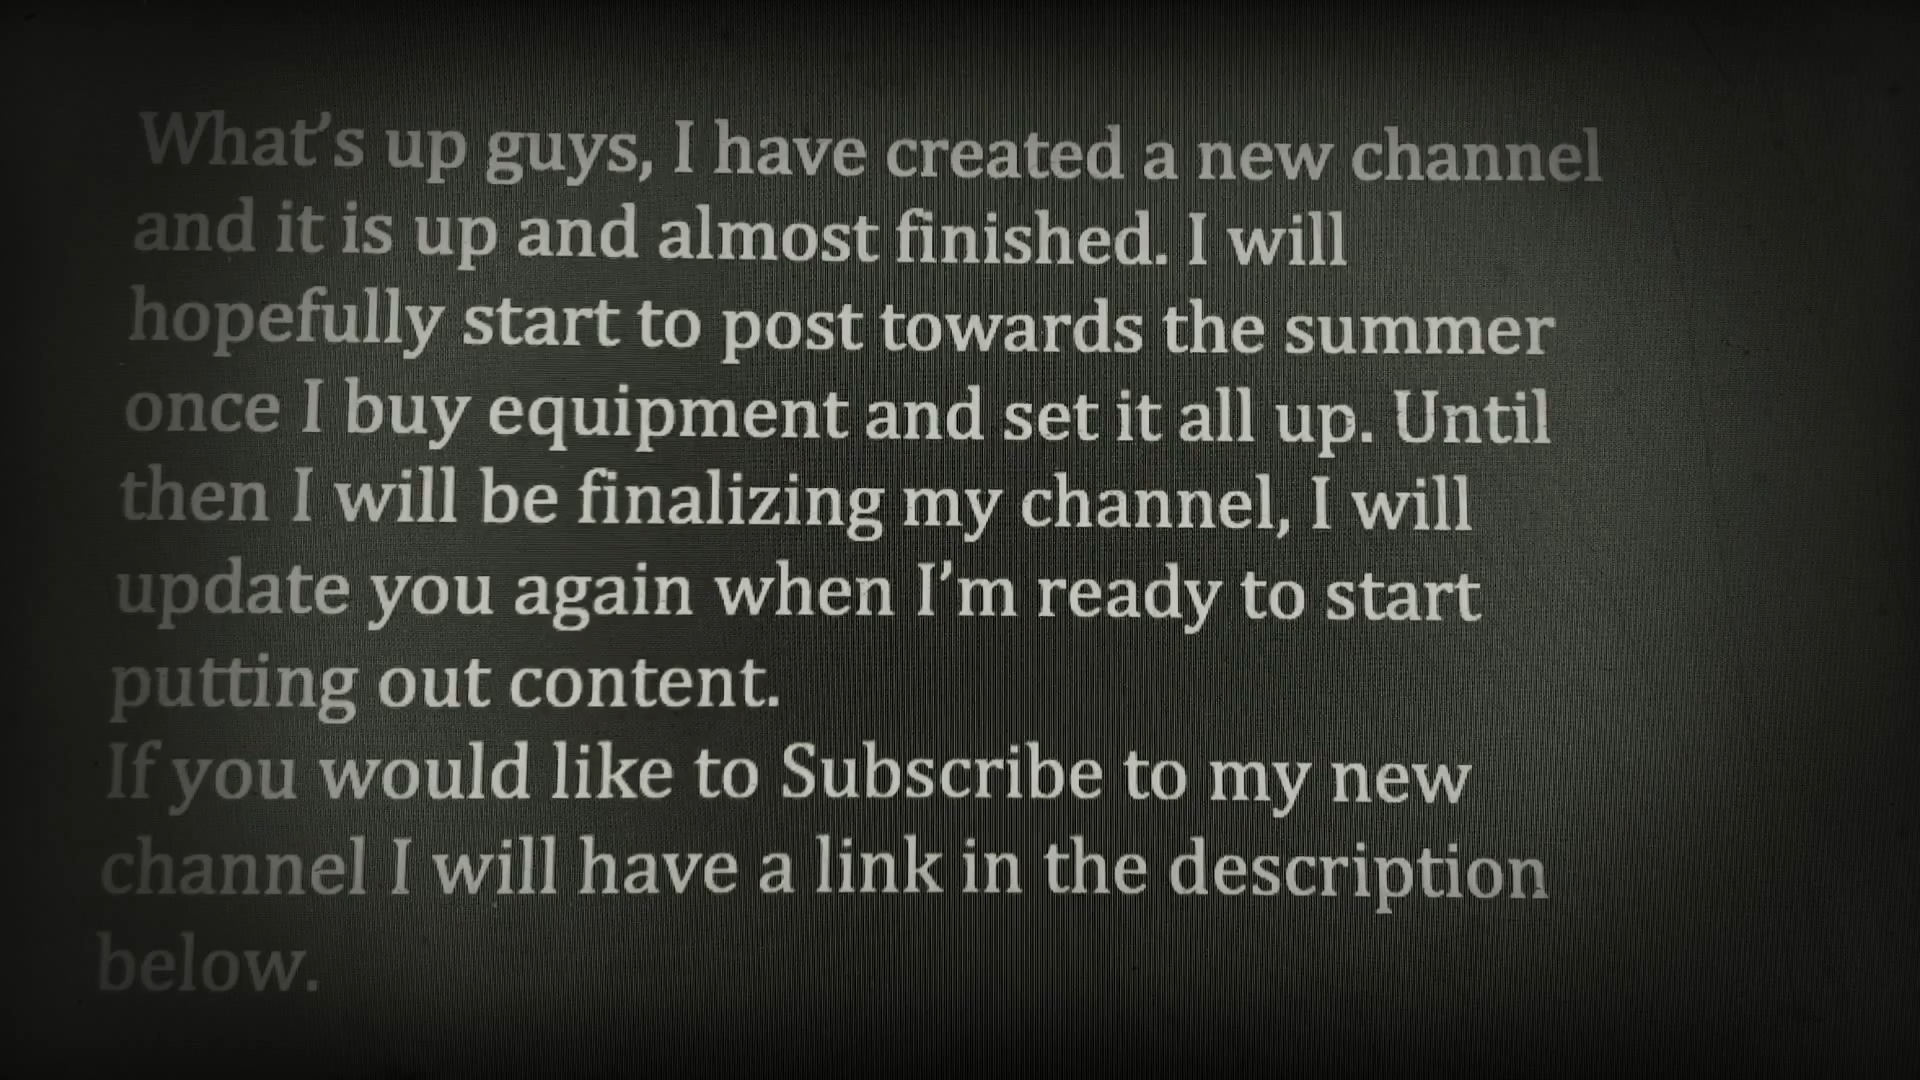 What's up guys, I have created a new channel
and it is up and almost finished. I will
hopefully start to post towards the summer
once I buy equipment and set it all up. Until
then I will be finalizing my channel, I will
update you again when I'm ready to start
putting out content.
If you would like to Subscribe to my new
channel I will have a link in the description
below.